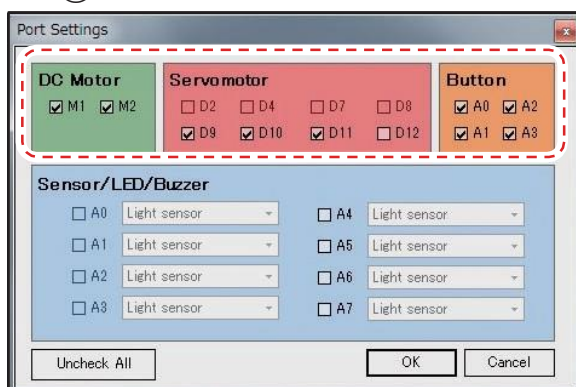 Port Settings
x
DC Motor Servomotor Button
M1 M2 D2 D4 D7 D8 A0 A2
D9 D10 D11 D12 A1 A3
Sensor/LED/Buzzer
A0 Light sensor A4 Light sensor
A1 Light sensor A5 Light sensor
A2 Light sensor A6 Light sensor
A3 Light sensor A7 Light sensor
Uncheck All OK Cancel